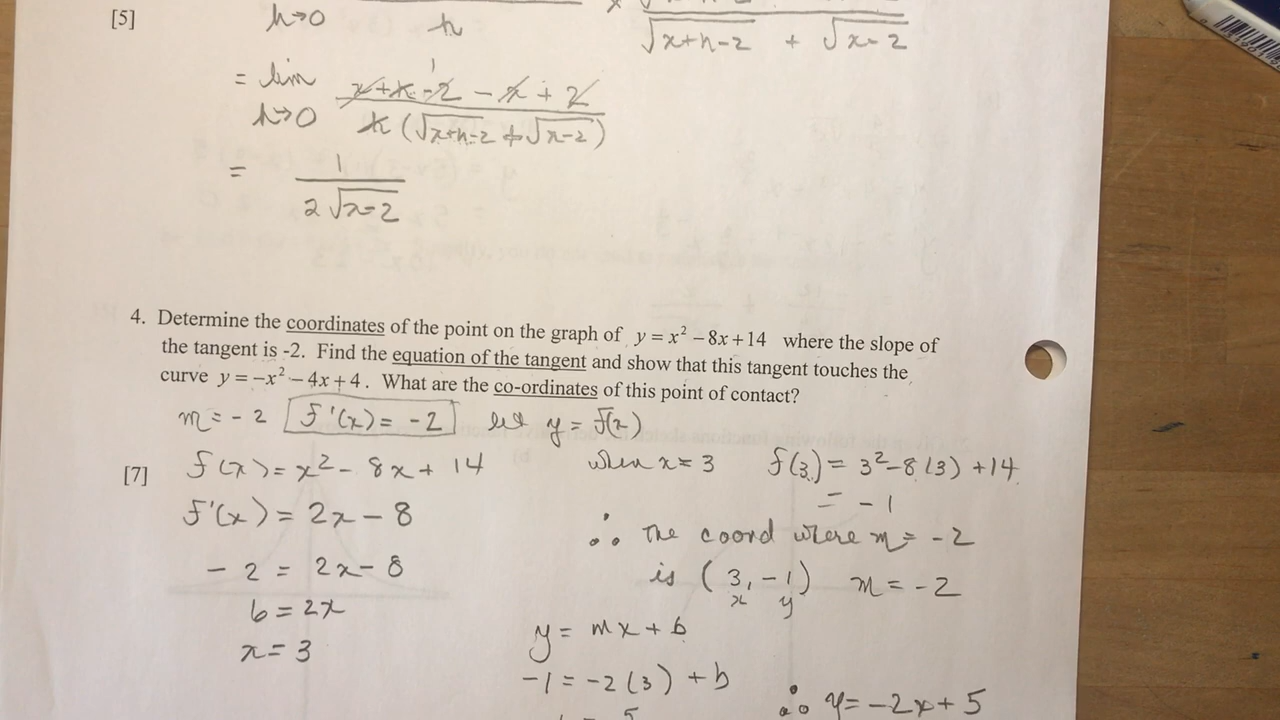 [5]
h→0 h √x+h-2 + √x-2
= lim h→0 x+h-2 - x + 2 / h (√x+h-2 + √x-2) 1
= 1 / 2√x-2
4. Determine the coordinates of the point on the graph of y = x² - 8x + 14 where the slope of
the tangent is -2. Find the equation of the tangent and show that this tangent touches the
curve y = -x² - 4x + 4. What are the co-ordinates of this point of contact?
m = -2 f'(x) = -2 let y = f(x)
[7] f(x) = x² - 8x + 14
f'(x) = 2x - 8
-2 = 2x - 8
6 = 2x
x = 3
when x = 3 f(3) = 3² - 8(3) + 14
= -1
∴ the coord where m = -2
is (3, -1) m = -2
x y
y = mx + b
-1 = -2(3) + b
5
∴ y = -2x + 5